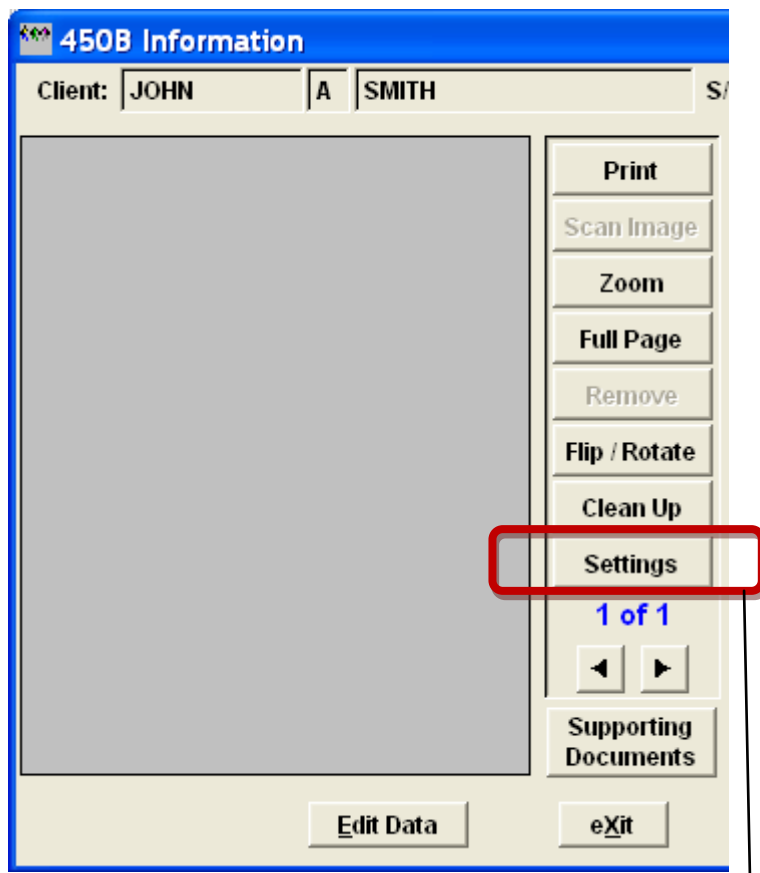 450B Information
Client: JOHN A SMITH S/
Print
Scan Image
Zoom
Full Page
Remove
Flip / Rotate
Clean Up
Settings
1 of 1
Supporting
Documents
Edit Data eXit